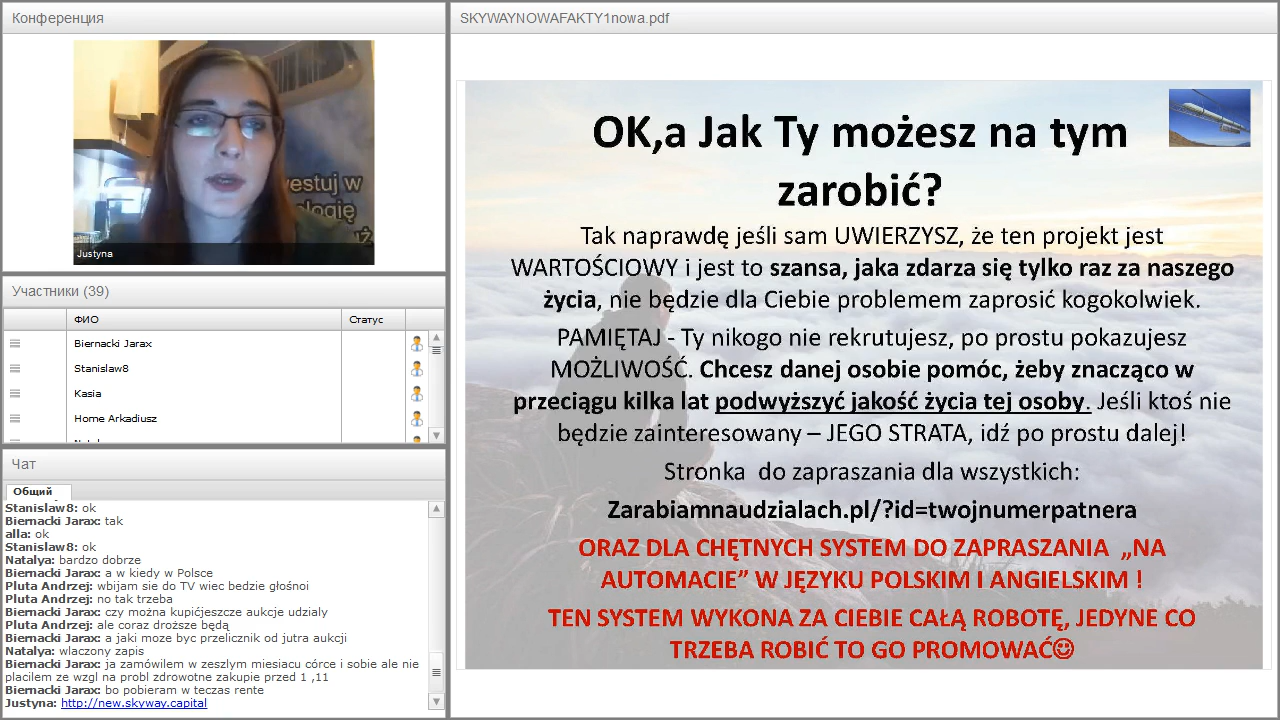 Конференция
estuj w
ologię
Justyna
Участники (39)
ФИО
Статус
Biernacki Jarax
Stanislaw8
Kasia
Home Arkadiusz
Чат
Общий
Stanislaw8: ok
Biernacki Jarax: tak
alla: ok
Stanislaw8: ok
Natalya: bardzo dobrze
Biernacki Jarax: a w kiedy w Polsce
Pluta Andrzej: wbijam sie do TV wiec bedzie głośnoi
Pluta Andrzej: no tak trzeba
Biernacki Jarax: czy można kupićjeszcze aukcje udzialy
Pluta Andrzej: ale coraz droższe będą
Biernacki Jarax: a jaki moze byc przelicznik od jutra aukcji
Natalya: wlaczony zapis
Biernacki Jarax: ja zamówilem w zeszlym miesiacu córce i sobie ale nie
placilem ze wzgl na probl zdrowotne zakupie przed 1 ,11
Biernacki Jarax: bo pobieram w teczas rente
Justyna: http://new.skyway.capital
SKYWAYNOWAFAKTY1nowa.pdf
OK,a Jak Ty możesz na tym
zarobić?
Tak naprawdę jeśli sam UWIERZYSZ, że ten projekt jest
WARTOŚCIOWY i jest to szansa, jaka zdarza się tylko raz za naszego
życia, nie będzie dla Ciebie problemem zaprosić kogokolwiek.
PAMIĘTAJ - Ty nikogo nie rekrutujesz, po prostu pokazujesz
MOŻLIWOŚĆ. Chcesz danej osobie pomóc, żeby znacząco w
przeciągu kilka lat podwyższyć jakość życia tej osoby. Jeśli ktoś nie
będzie zainteresowany – JEGO STRATA, idź po prostu dalej!
Stronka do zapraszania dla wszystkich:
Zarabiamnaudzialach.pl/?id=twojnumerpatnera
ORAZ DLA CHĘTNYCH SYSTEM DO ZAPRASZANIA „NA
AUTOMACIE” W JĘZYKU POLSKIM I ANGIELSKIM !
TEN SYSTEM WYKONA ZA CIEBIE CAŁĄ ROBOTĘ, JEDYNE CO
TRZEBA ROBIĆ TO GO PROMOWAĆ☺